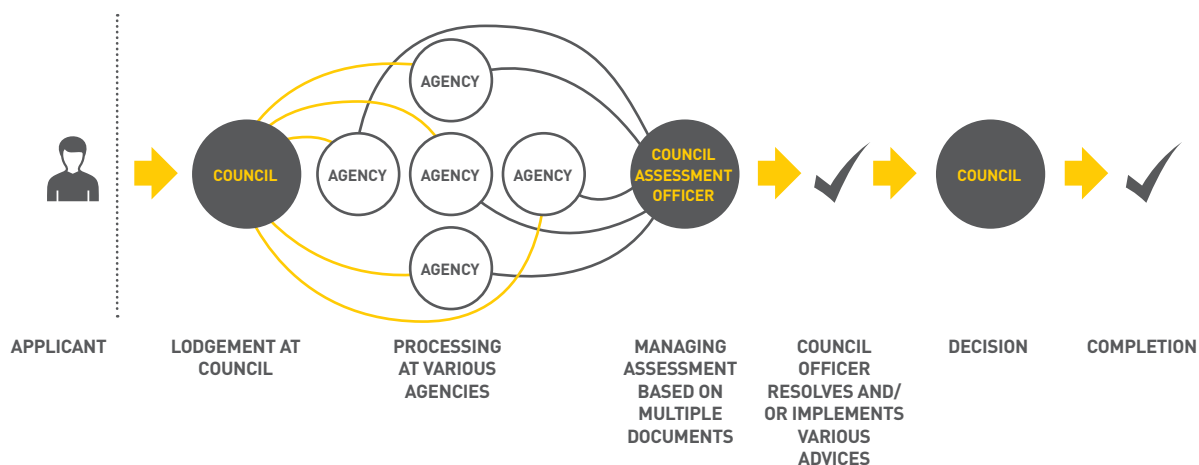 AGENCY
COUNCIL
AGENCY
AGENCY
AGENCY
COUNCIL
ASSESSMENT
OFFICER
COUNCIL
AGENCY
APPLICANT
LODGEMENT AT
COUNCIL
PROCESSING
AT VARIOUS
AGENCIES
MANAGING
ASSESSMENT
BASED ON
MULTIPLE
DOCUMENTS
COUNCIL
OFFICER
RESOLVES AND/
OR IMPLEMENTS
VARIOUS
ADVICES
DECISION
COMPLETION